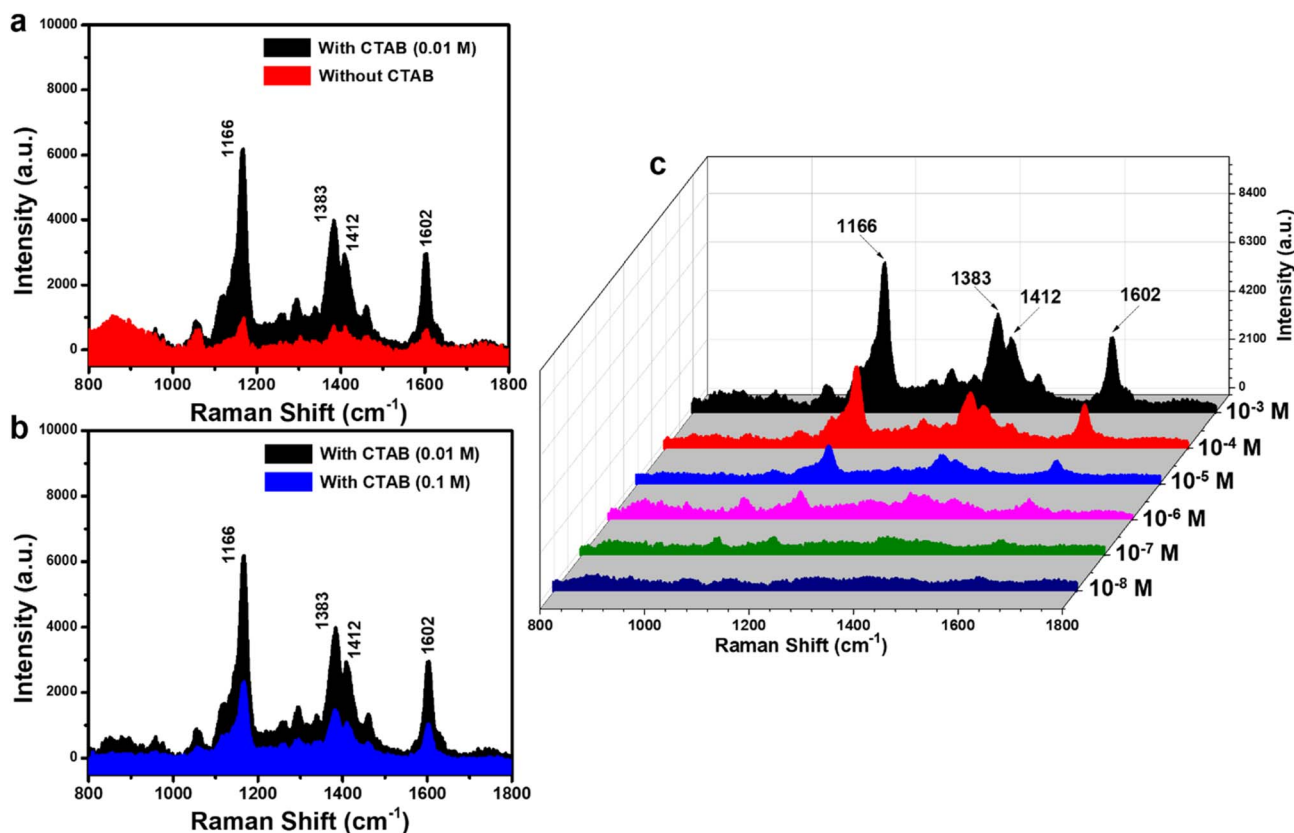 a
10000
8000
6000
4000
2000
0
Intensity (a.u.)
With CTAB (0.01 M)
Without CTAB
1166
1383
1412
1602
800 1000 1200 1400 1600 1800
Raman Shift (cm⁻¹)
b
10000
8000
6000
4000
2000
0
Intensity (a.u.)
With CTAB (0.01 M)
With CTAB (0.1 M)
1166
1383
1412
1602
800 1000 1200 1400 1600 1800
Raman Shift (cm⁻¹)
c
1166
1383
1412
1602
8400
6300
4200
2100
0
Intensity (a.u.)
10⁻³ M
10⁻⁴ M
10⁻⁵ M
10⁻⁶ M
10⁻⁷ M
10⁻⁸ M
800 1000 1200 1400 1600 1800
Raman Shift (cm⁻¹)